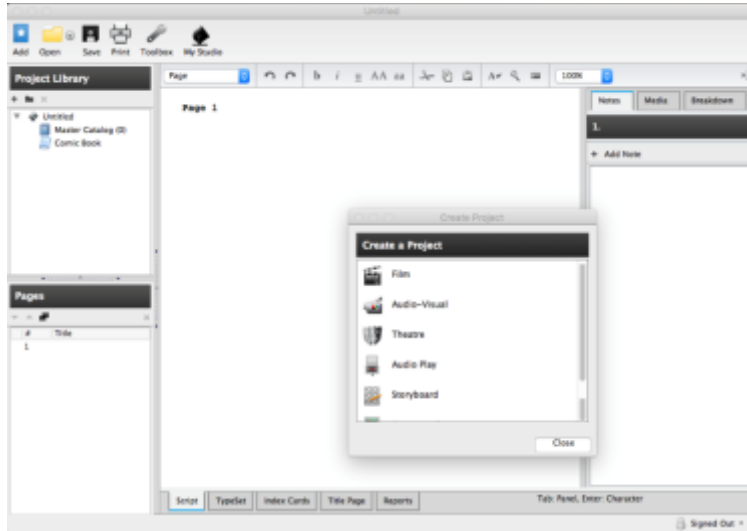 Untitled
Add Open Save Print Toolbox My Studio
Project Library
Page
b i u AA aa
100%
Page 1
Untitled
Master Catalog (0)
Comic Book
Notes Media Breakdown
1.
+ Add Note
Create Project
Create a Project
Film
Audio-Visual
Theatre
Audio Play
Storyboard
Close
Pages
# Title
1
Script TypeSet Index Cards Title Page Reports
Tab: Panel, Enter: Character
Signed Out